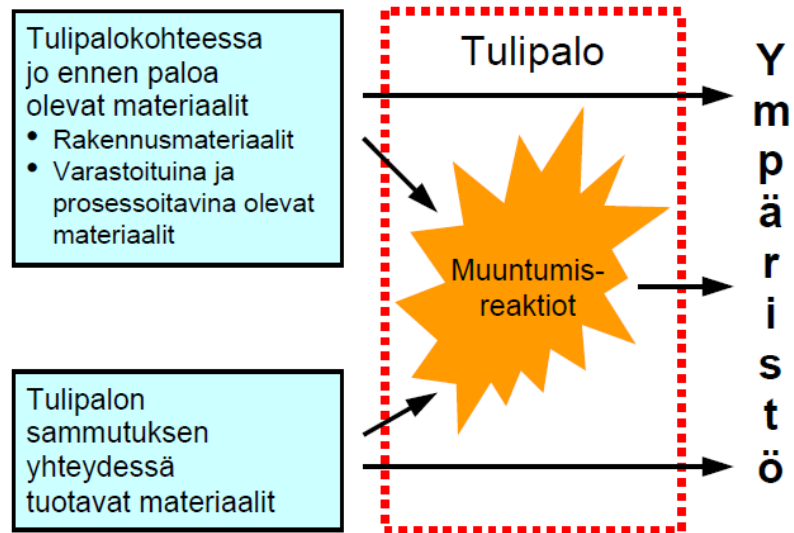 Tulipalokohteessa
jo ennen paloa
olevat materiaalit
• Rakennusmateriaalit
• Varastoituina ja
prosessoitavina olevat
materiaalit
Tulipalo
Muuntumis-
reaktiot
Ympäristö
Tulipalon
sammutuksen
yhteydessä
tuotavat materiaalit